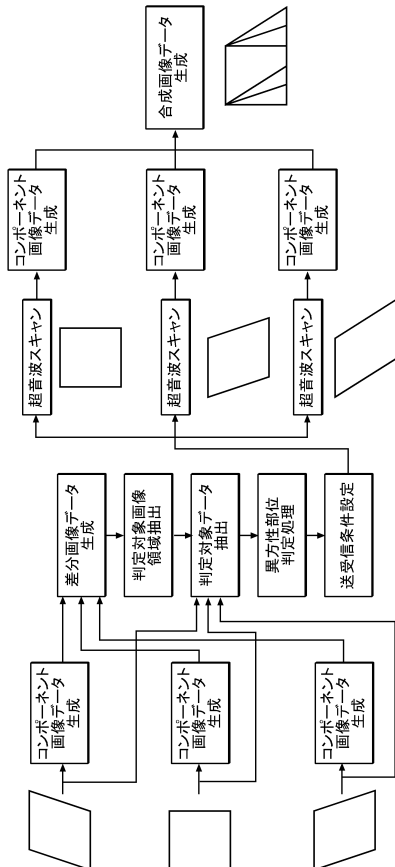 コンポーネント
画像データ
生成
コンポーネント
画像データ
生成
コンポーネント
画像データ
生成
差分画像データ
生成
判定対象画像
領域抽出
判定対象データ
抽出
異方性部位
判定処理
送受信条件設定
超音波スキャン
超音波スキャン
超音波スキャン
コンポーネント
画像データ
生成
コンポーネント
画像データ
生成
コンポーネント
画像データ
生成
合成画像データ
生成